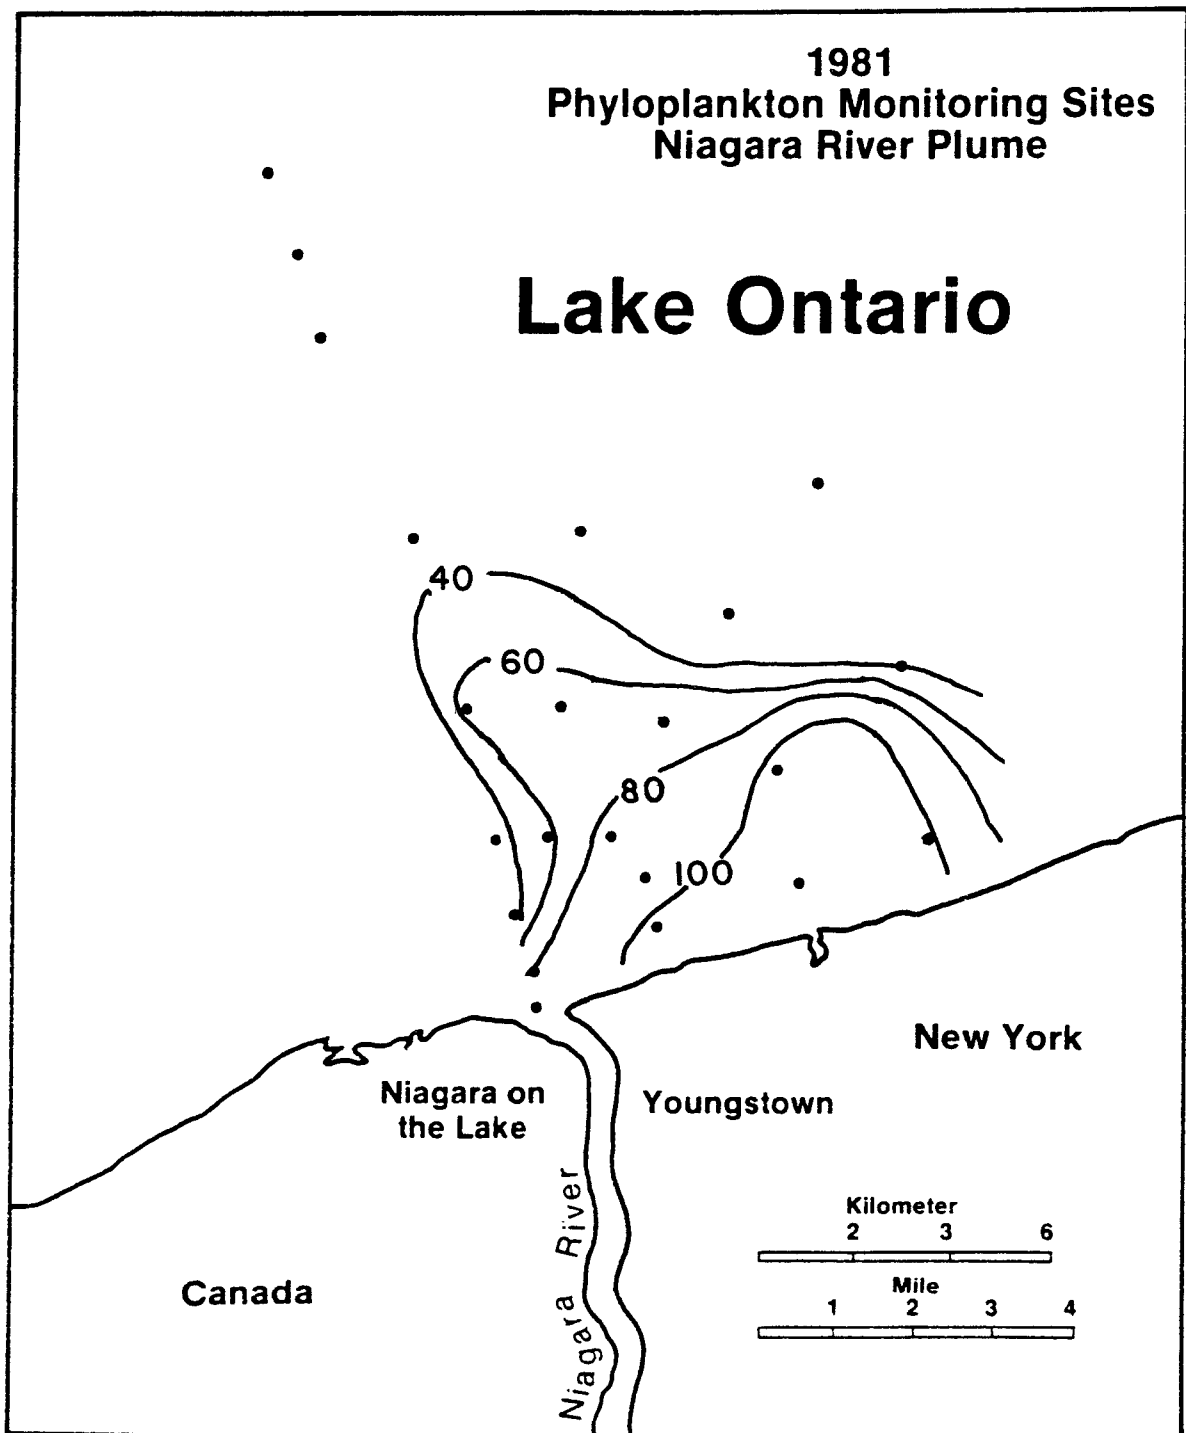 1981
Phyloplankton Monitoring Sites
Niagara River Plume
Lake Ontario
40
60
80
100
New York
Niagara on
the Lake
Youngstown
Niagara River
Canada
Kilometer
2 3 6
Mile
1 2 3 4